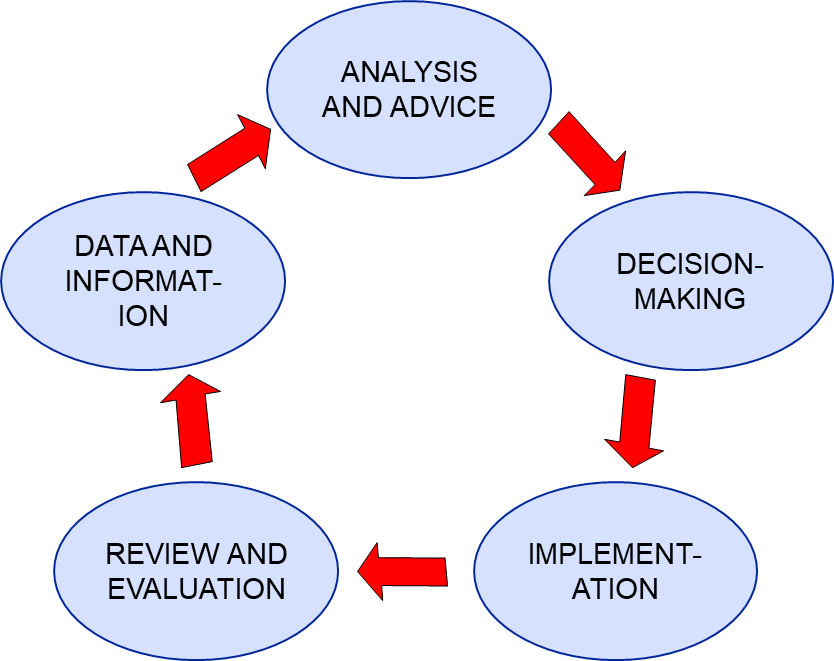 ANALYSIS
AND ADVICE
DECISION-
MAKING
IMPLEMENT-
ATION
REVIEW AND
EVALUATION
DATA AND
INFORMAT-
ION